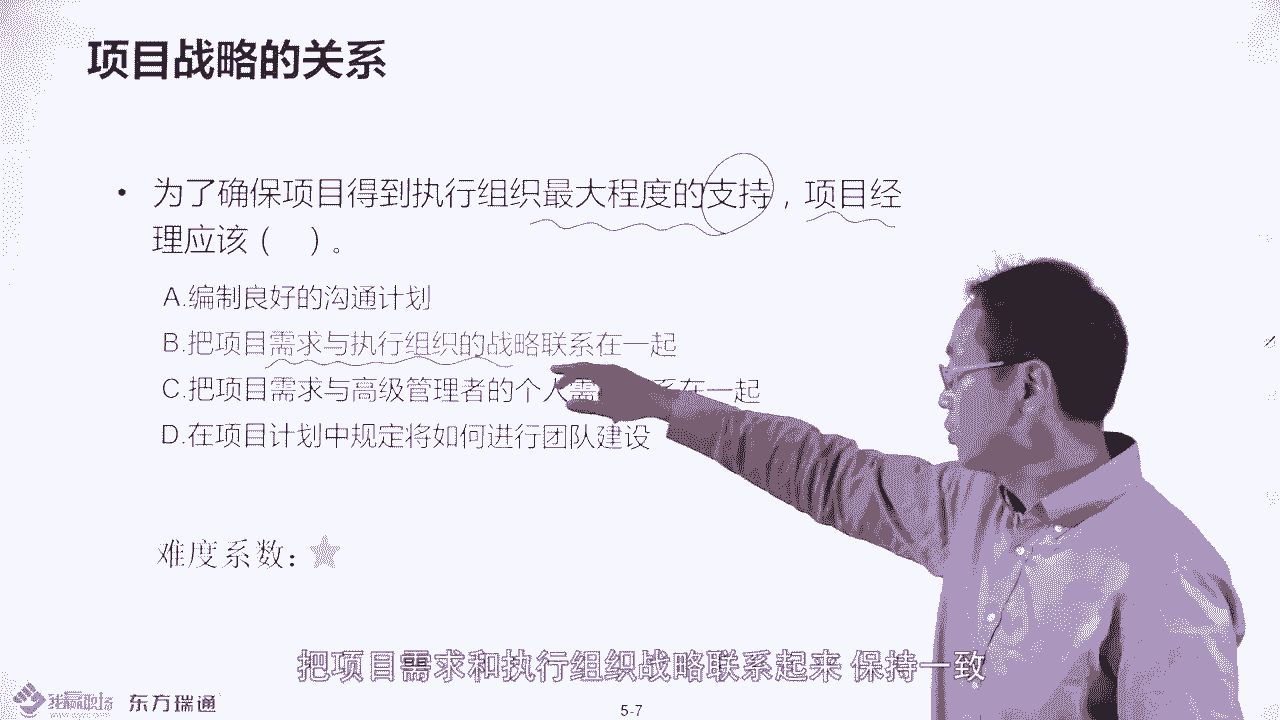 项目战略的关系
• 为了确保项目得到执行组织最大程度的支持，项目经
理应该（ ）。
A.编制良好的沟通计划
B.把项目需求与执行组织的战略联系在一起
C.把项目需求与高级管理者的个人需 系在一起
D.在项目计划中规定将如何进行团队建设
难度系数：
把项目需求和执行组织战略联系起来 保持一致
我赢职场 东方瑞通
5-7